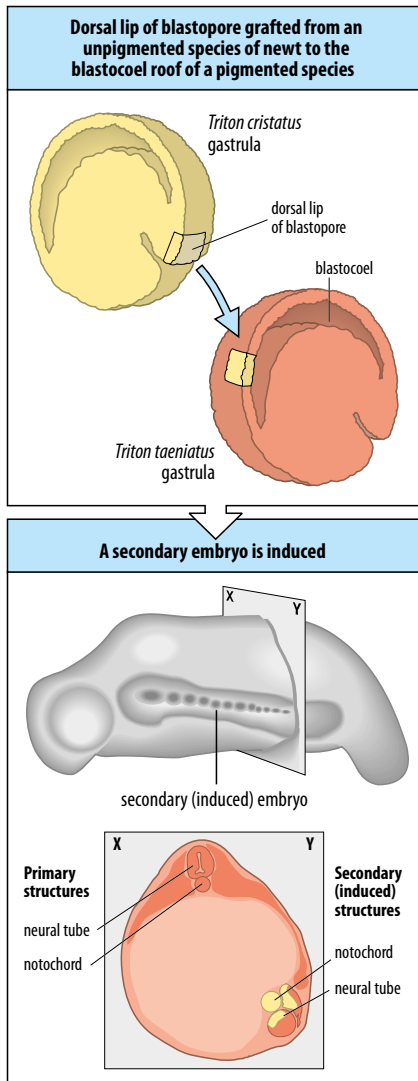 Dorsal lip of blastopore grafted from an
unpigmented species of newt to the
blastocoel roof of a pigmented species
Triton cristatus
gastrula
dorsal lip
of blastopore
blastocoel
Triton taeniatus
gastrula
A secondary embryo is induced
X
Y
secondary (induced) embryo
X
Y
Primary
structures
neural tube
notochord
Secondary
(induced)
structures
notochord
neural tube